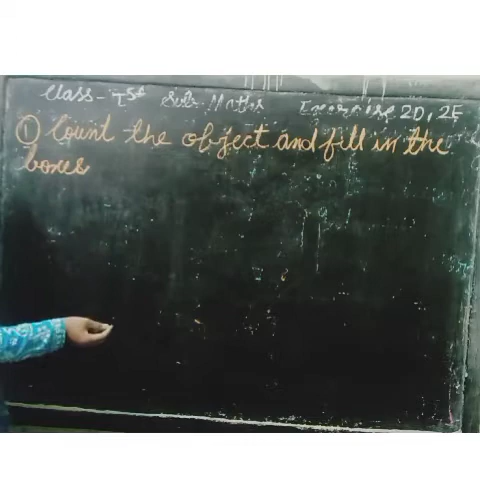 Class - Ist Sub - Maths Exercise 2D, 2E
① Count the object and fill in the
boxes